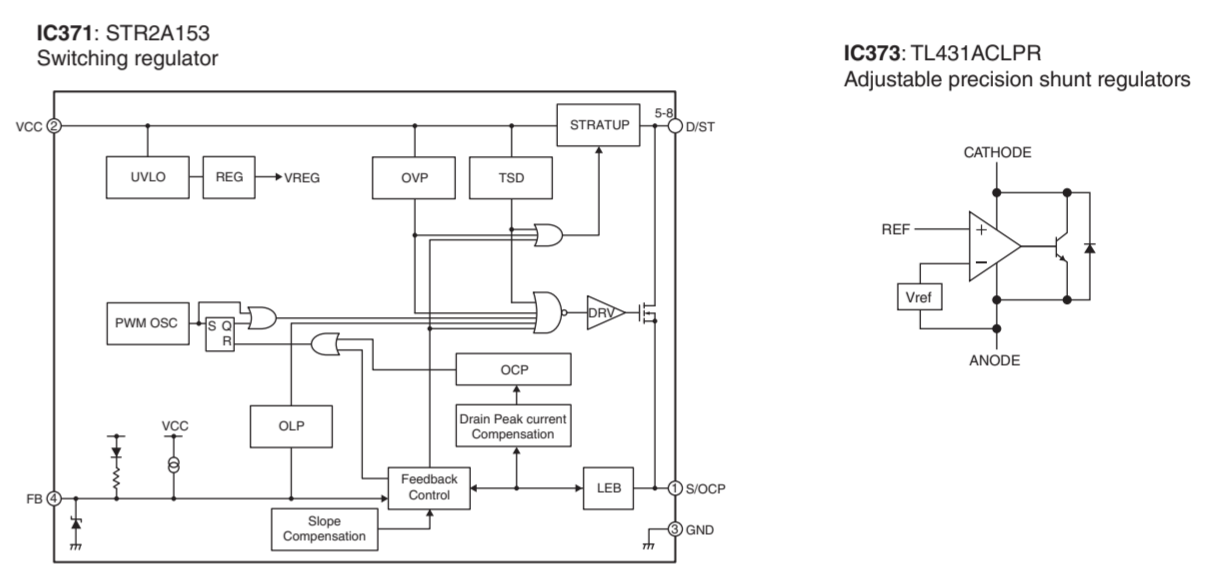 IC371: STR2A153
Switching regulator
IC373: TL431ACLPR
Adjustable precision shunt regulators
VCC 2
STRATUP
5-8
D/ST
UVLO
REG
VREG
OVP
TSD
CATHODE
REF
+
−
Vref
ANODE
PWM OSC
S Q
R
DRV
OCP
Drain Peak current
Compensation
OLP
VCC
FB 4
Feedback
Control
LEB
1 S/OCP
Slope
Compensation
3 GND